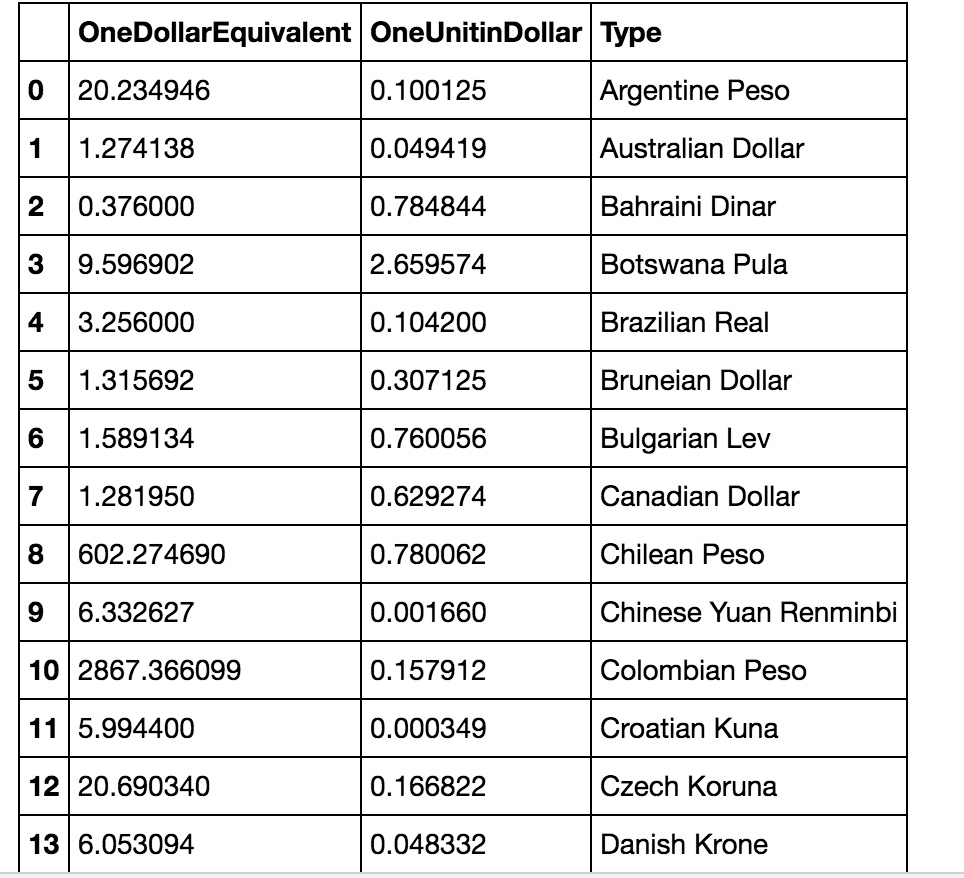 OneDollarEquivalent OneUnitinDollar Type
0 20.234946 0.100125 Argentine Peso
1 1.274138 0.049419 Australian Dollar
2 0.376000 0.784844 Bahraini Dinar
3 9.596902 2.659574 Botswana Pula
4 3.256000 0.104200 Brazilian Real
5 1.315692 0.307125 Bruneian Dollar
6 1.589134 0.760056 Bulgarian Lev
7 1.281950 0.629274 Canadian Dollar
8 602.274690 0.780062 Chilean Peso
9 6.332627 0.001660 Chinese Yuan Renminbi
10 2867.366099 0.157912 Colombian Peso
11 5.994400 0.000349 Croatian Kuna
12 20.690340 0.166822 Czech Koruna
13 6.053094 0.048332 Danish Krone